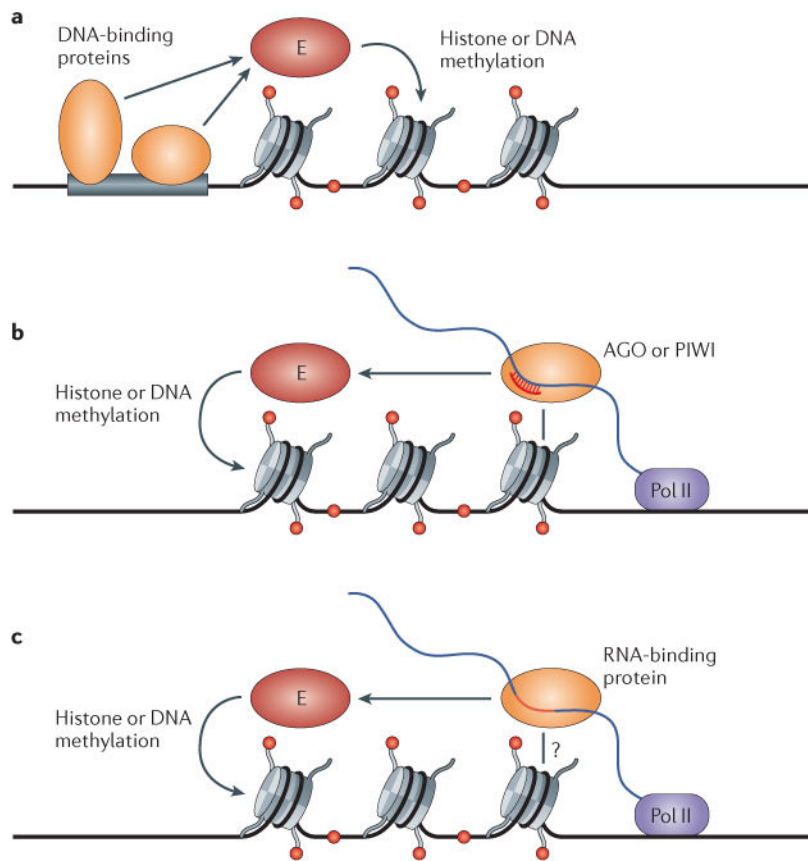 a
DNA-binding
proteins
E
Histone or DNA
methylation
b
E
AGO or PIWI
Histone or DNA
methylation
Pol II
c
E
RNA-binding
protein
Histone or DNA
methylation
?
Pol II